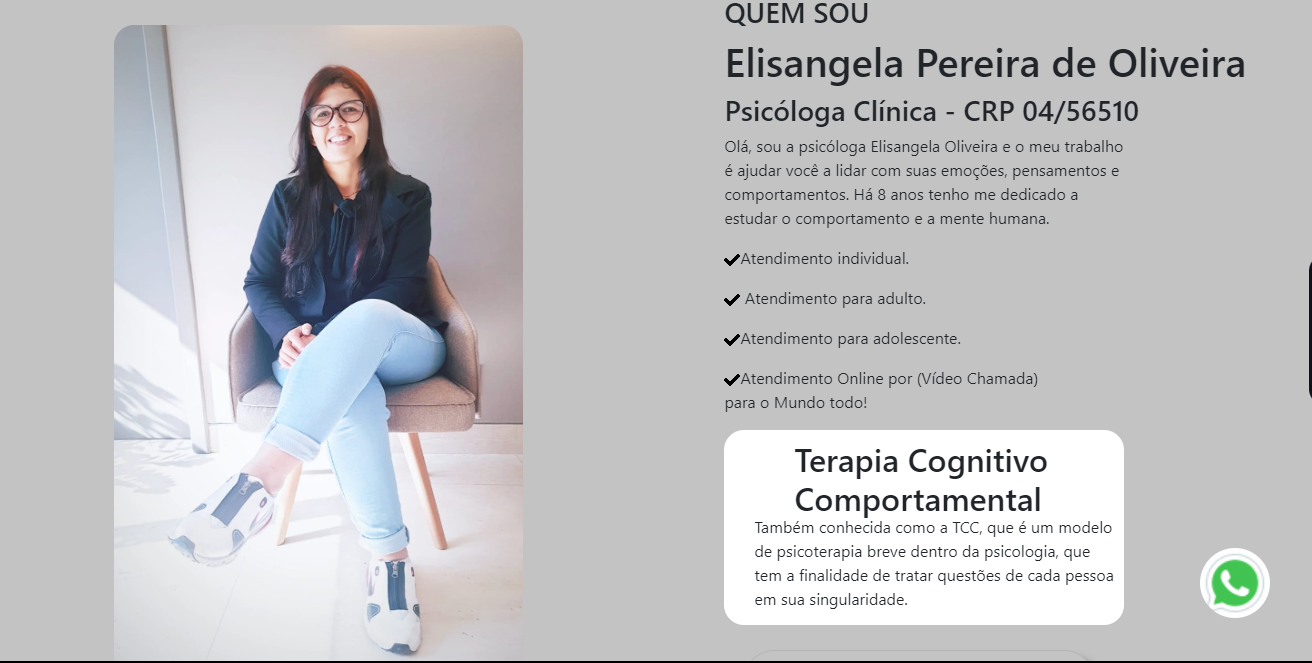 QUEM SOU
Elisangela Pereira de Oliveira
Psicóloga Clínica - CRP 04/56510
Olá, sou a psicóloga Elisangela Oliveira e o meu trabalho
é ajudar você a lidar com suas emoções, pensamentos e
comportamentos. Há 8 anos tenho me dedicado a
estudar o comportamento e a mente humana.
Atendimento individual.
Atendimento para adulto.
Atendimento para adolescente.
Atendimento Online por (Vídeo Chamada)
para o Mundo todo!
Terapia Cognitivo
Comportamental
Também conhecida como a TCC, que é um modelo
de psicoterapia breve dentro da psicologia, que
tem a finalidade de tratar questões de cada pessoa
em sua singularidade.